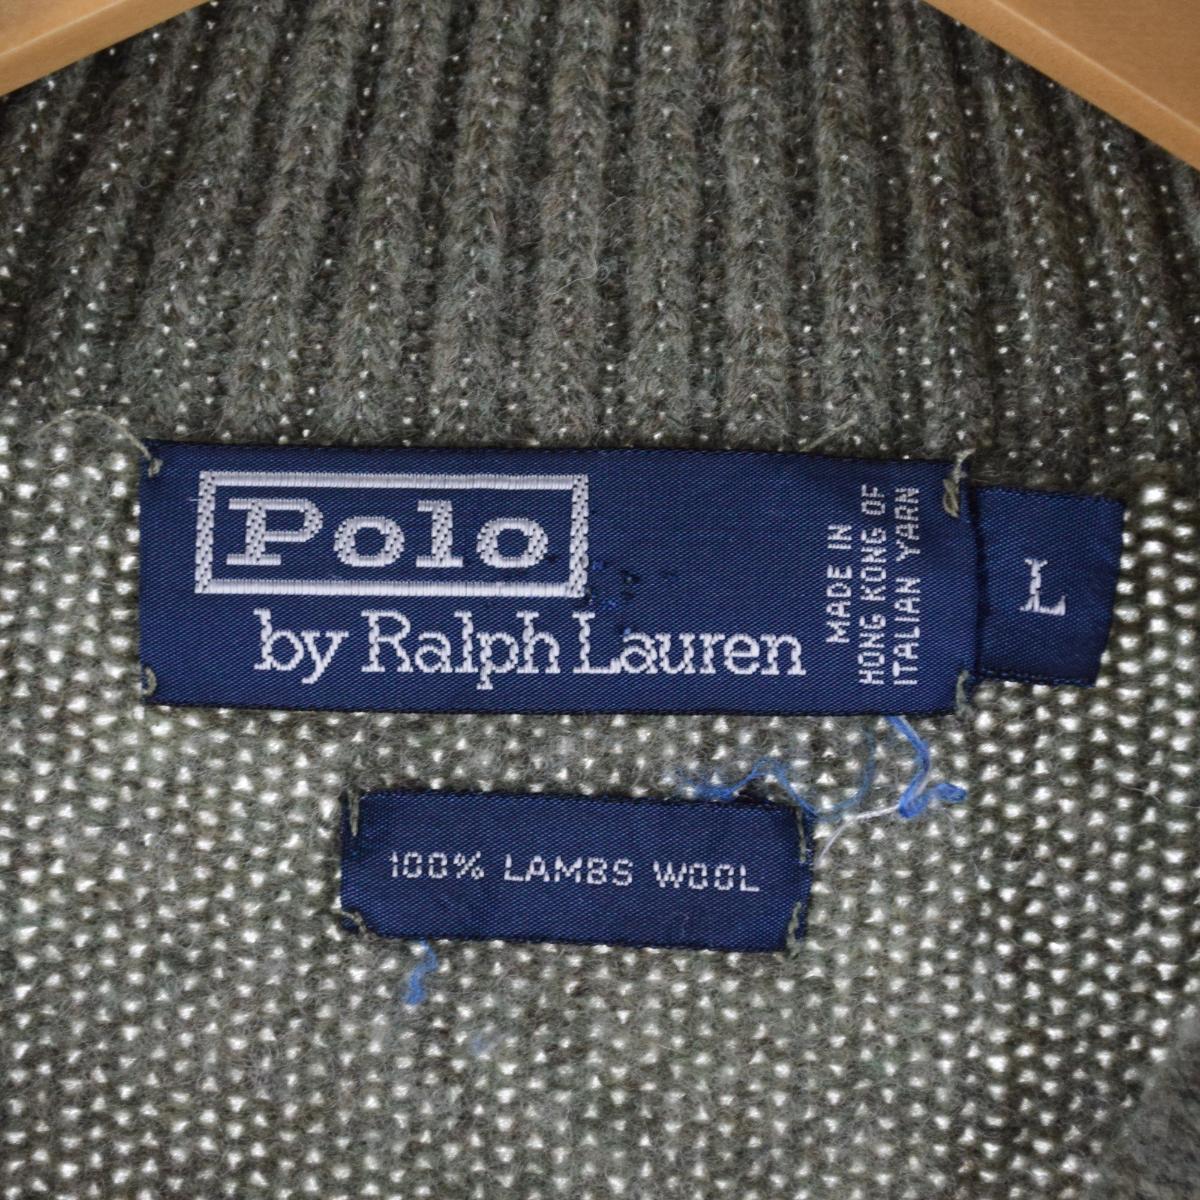 Polo
by Ralph Lauren
MADE IN
HONG KONG OF
ITALIAN YARN
L
100% LAMBS WOOL